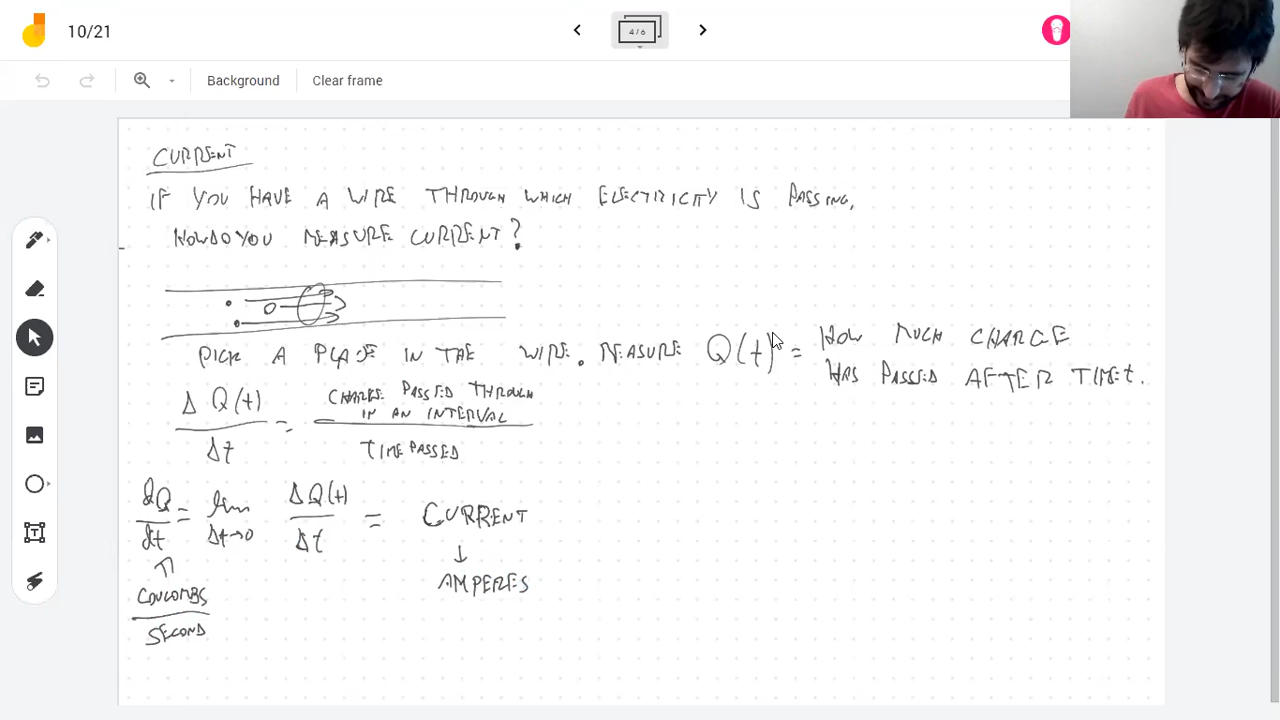 10/21
4 / 6
Background
Clear frame
CURRENT
IF YOU HAVE A WIRE THROUGH WHICH ELECTRICITY IS PASSING,
HOW DO YOU MEASURE CURRENT?
PICK A PLACE IN THE WIRE. MEASURE Q(t) = HOW MUCH CHARGE
HAS PASSED AFTER TIME t.
ΔQ(t)/Δt = CHARGE PASSED THROUGH IN AN INTERVAL/TIME PASSED
dQ/dt = lim Δt→0 ΔQ(t)/Δt = CURRENT
↑ ↓
COULOMBS/SECOND AMPERES